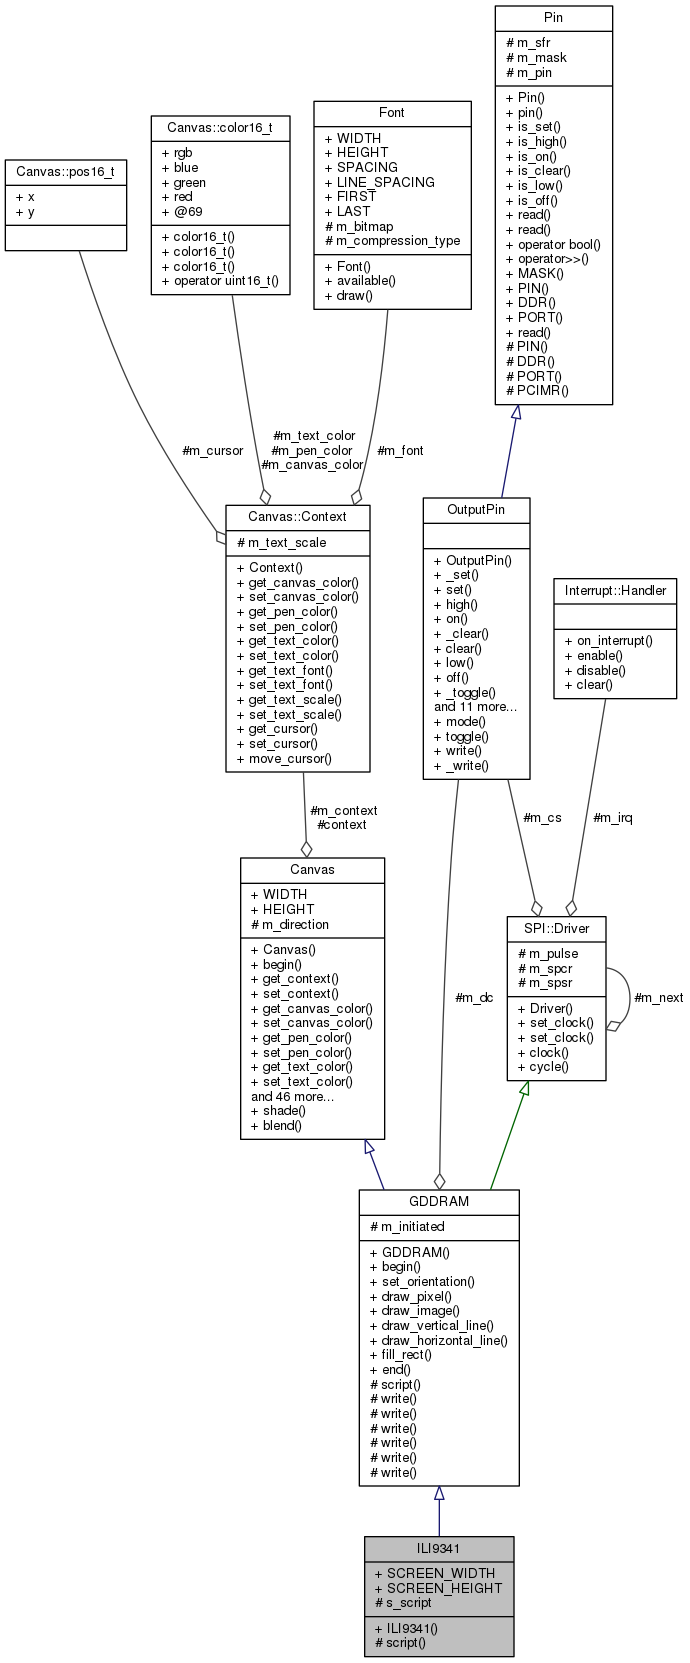 Pin
# m_sfr
# m_mask
# m_pin
+ Pin()
+ pin()
+ is_set()
+ is_high()
+ is_on()
+ is_clear()
+ is_low()
+ is_off()
+ read()
+ read()
+ operator bool()
+ operator>>()
+ MASK()
+ PIN()
+ DDR()
+ PORT()
+ read()
# PIN()
# DDR()
# PORT()
# PCIMR()
Font
+ WIDTH
+ HEIGHT
+ SPACING
+ LINE_SPACING
+ FIRST
+ LAST
# m_bitmap
# m_compression_type
+ Font()
+ available()
+ draw()
Canvas::color16_t
+ rgb
+ blue
+ green
+ red
+ @69
+ color16_t()
+ color16_t()
+ color16_t()
+ operator uint16_t()
Canvas::pos16_t
+ x
+ y
#m_cursor
#m_text_color
#m_pen_color
#m_canvas_color
#m_font
Canvas::Context
# m_text_scale
+ Context()
+ get_canvas_color()
+ set_canvas_color()
+ get_pen_color()
+ set_pen_color()
+ get_text_color()
+ set_text_color()
+ get_text_font()
+ set_text_font()
+ get_text_scale()
+ set_text_scale()
+ get_cursor()
+ set_cursor()
+ move_cursor()
OutputPin
+ OutputPin()
+ _set()
+ set()
+ high()
+ on()
+ _clear()
+ clear()
+ low()
+ off()
+ _toggle()
and 11 more...
+ mode()
+ toggle()
+ write()
+ _write()
Interrupt::Handler
+ on_interrupt()
+ enable()
+ disable()
+ clear()
#m_context
#context
#m_cs
#m_irq
Canvas
+ WIDTH
+ HEIGHT
# m_direction
+ Canvas()
+ begin()
+ get_context()
+ set_context()
+ get_canvas_color()
+ set_canvas_color()
+ get_pen_color()
+ set_pen_color()
+ get_text_color()
+ set_text_color()
and 46 more...
+ shade()
+ blend()
SPI::Driver
# m_pulse
# m_spcr
# m_spsr
+ Driver()
+ set_clock()
+ set_clock()
+ clock()
+ cycle()
#m_dc
#m_next
GDDRAM
# m_initiated
+ GDDRAM()
+ begin()
+ set_orientation()
+ draw_pixel()
+ draw_image()
+ draw_vertical_line()
+ draw_horizontal_line()
+ fill_rect()
+ end()
# script()
# write()
# write()
# write()
# write()
# write()
# write()
ILI9341
+ SCREEN_WIDTH
+ SCREEN_HEIGHT
# s_script
+ ILI9341()
# script()